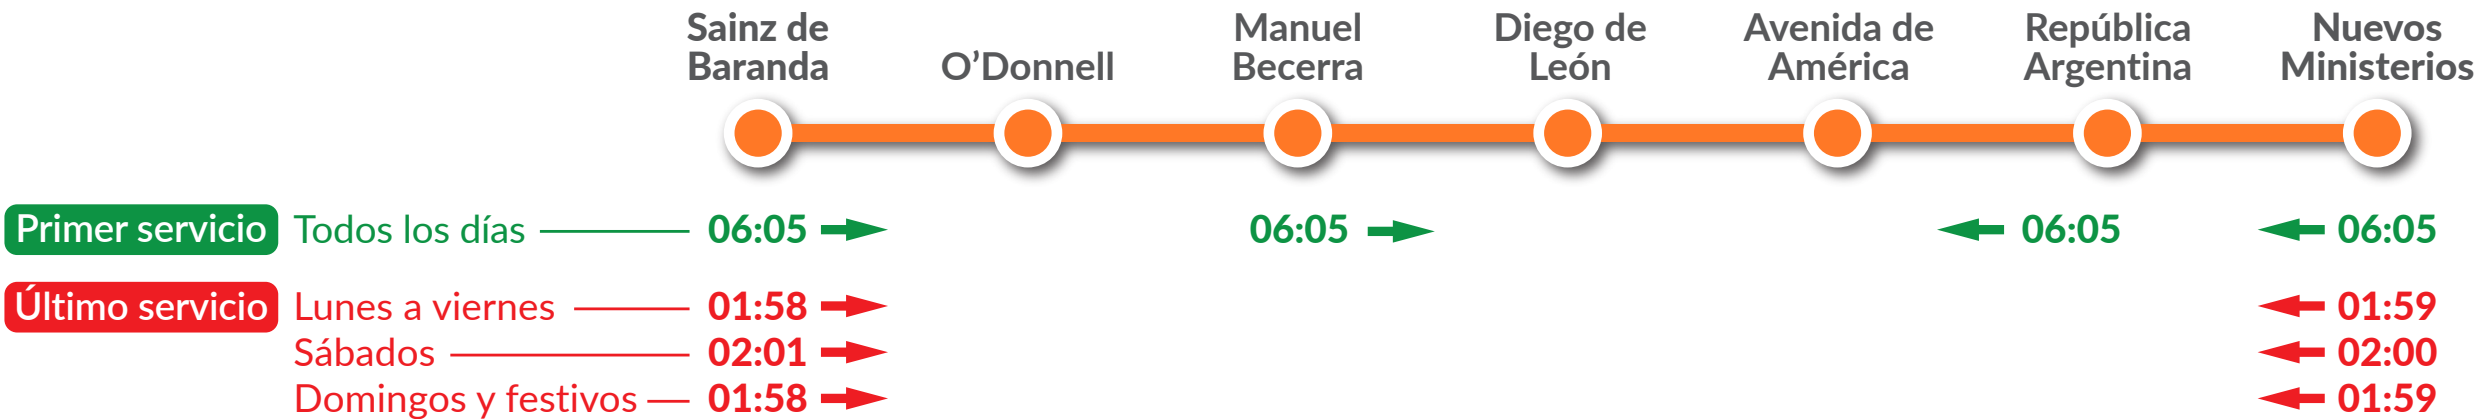 Sainz de
Baranda
O’Donnell
Manuel
Becerra
Diego de
León
Avenida de
América
República
Argentina
Nuevos
Ministerios
Primer servicio Todos los días 06:05 06:05 06:05 06:05
Último servicio Lunes a viernes 01:58 01:59
Sábados 02:01 02:00
Domingos y festivos 01:58 01:59